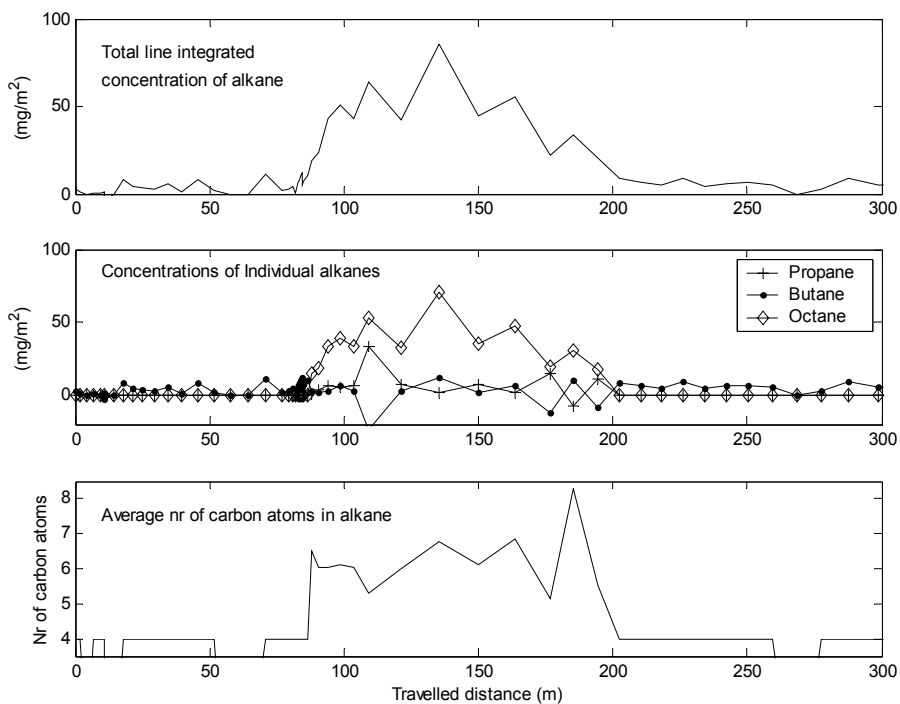 100
50
0
(mg/m²)
Total line integrated
concentration of alkane
0 50 100 150 200 250 300
100
50
0
(mg/m²)
Concentrations of Individual alkanes
Propane
Butane
Octane
0 50 100 150 200 250 300
8
7
6
5
4
Nr of carbon atoms
Average nr of carbon atoms in alkane
0 50 100 150 200 250 300
Travelled distance (m)